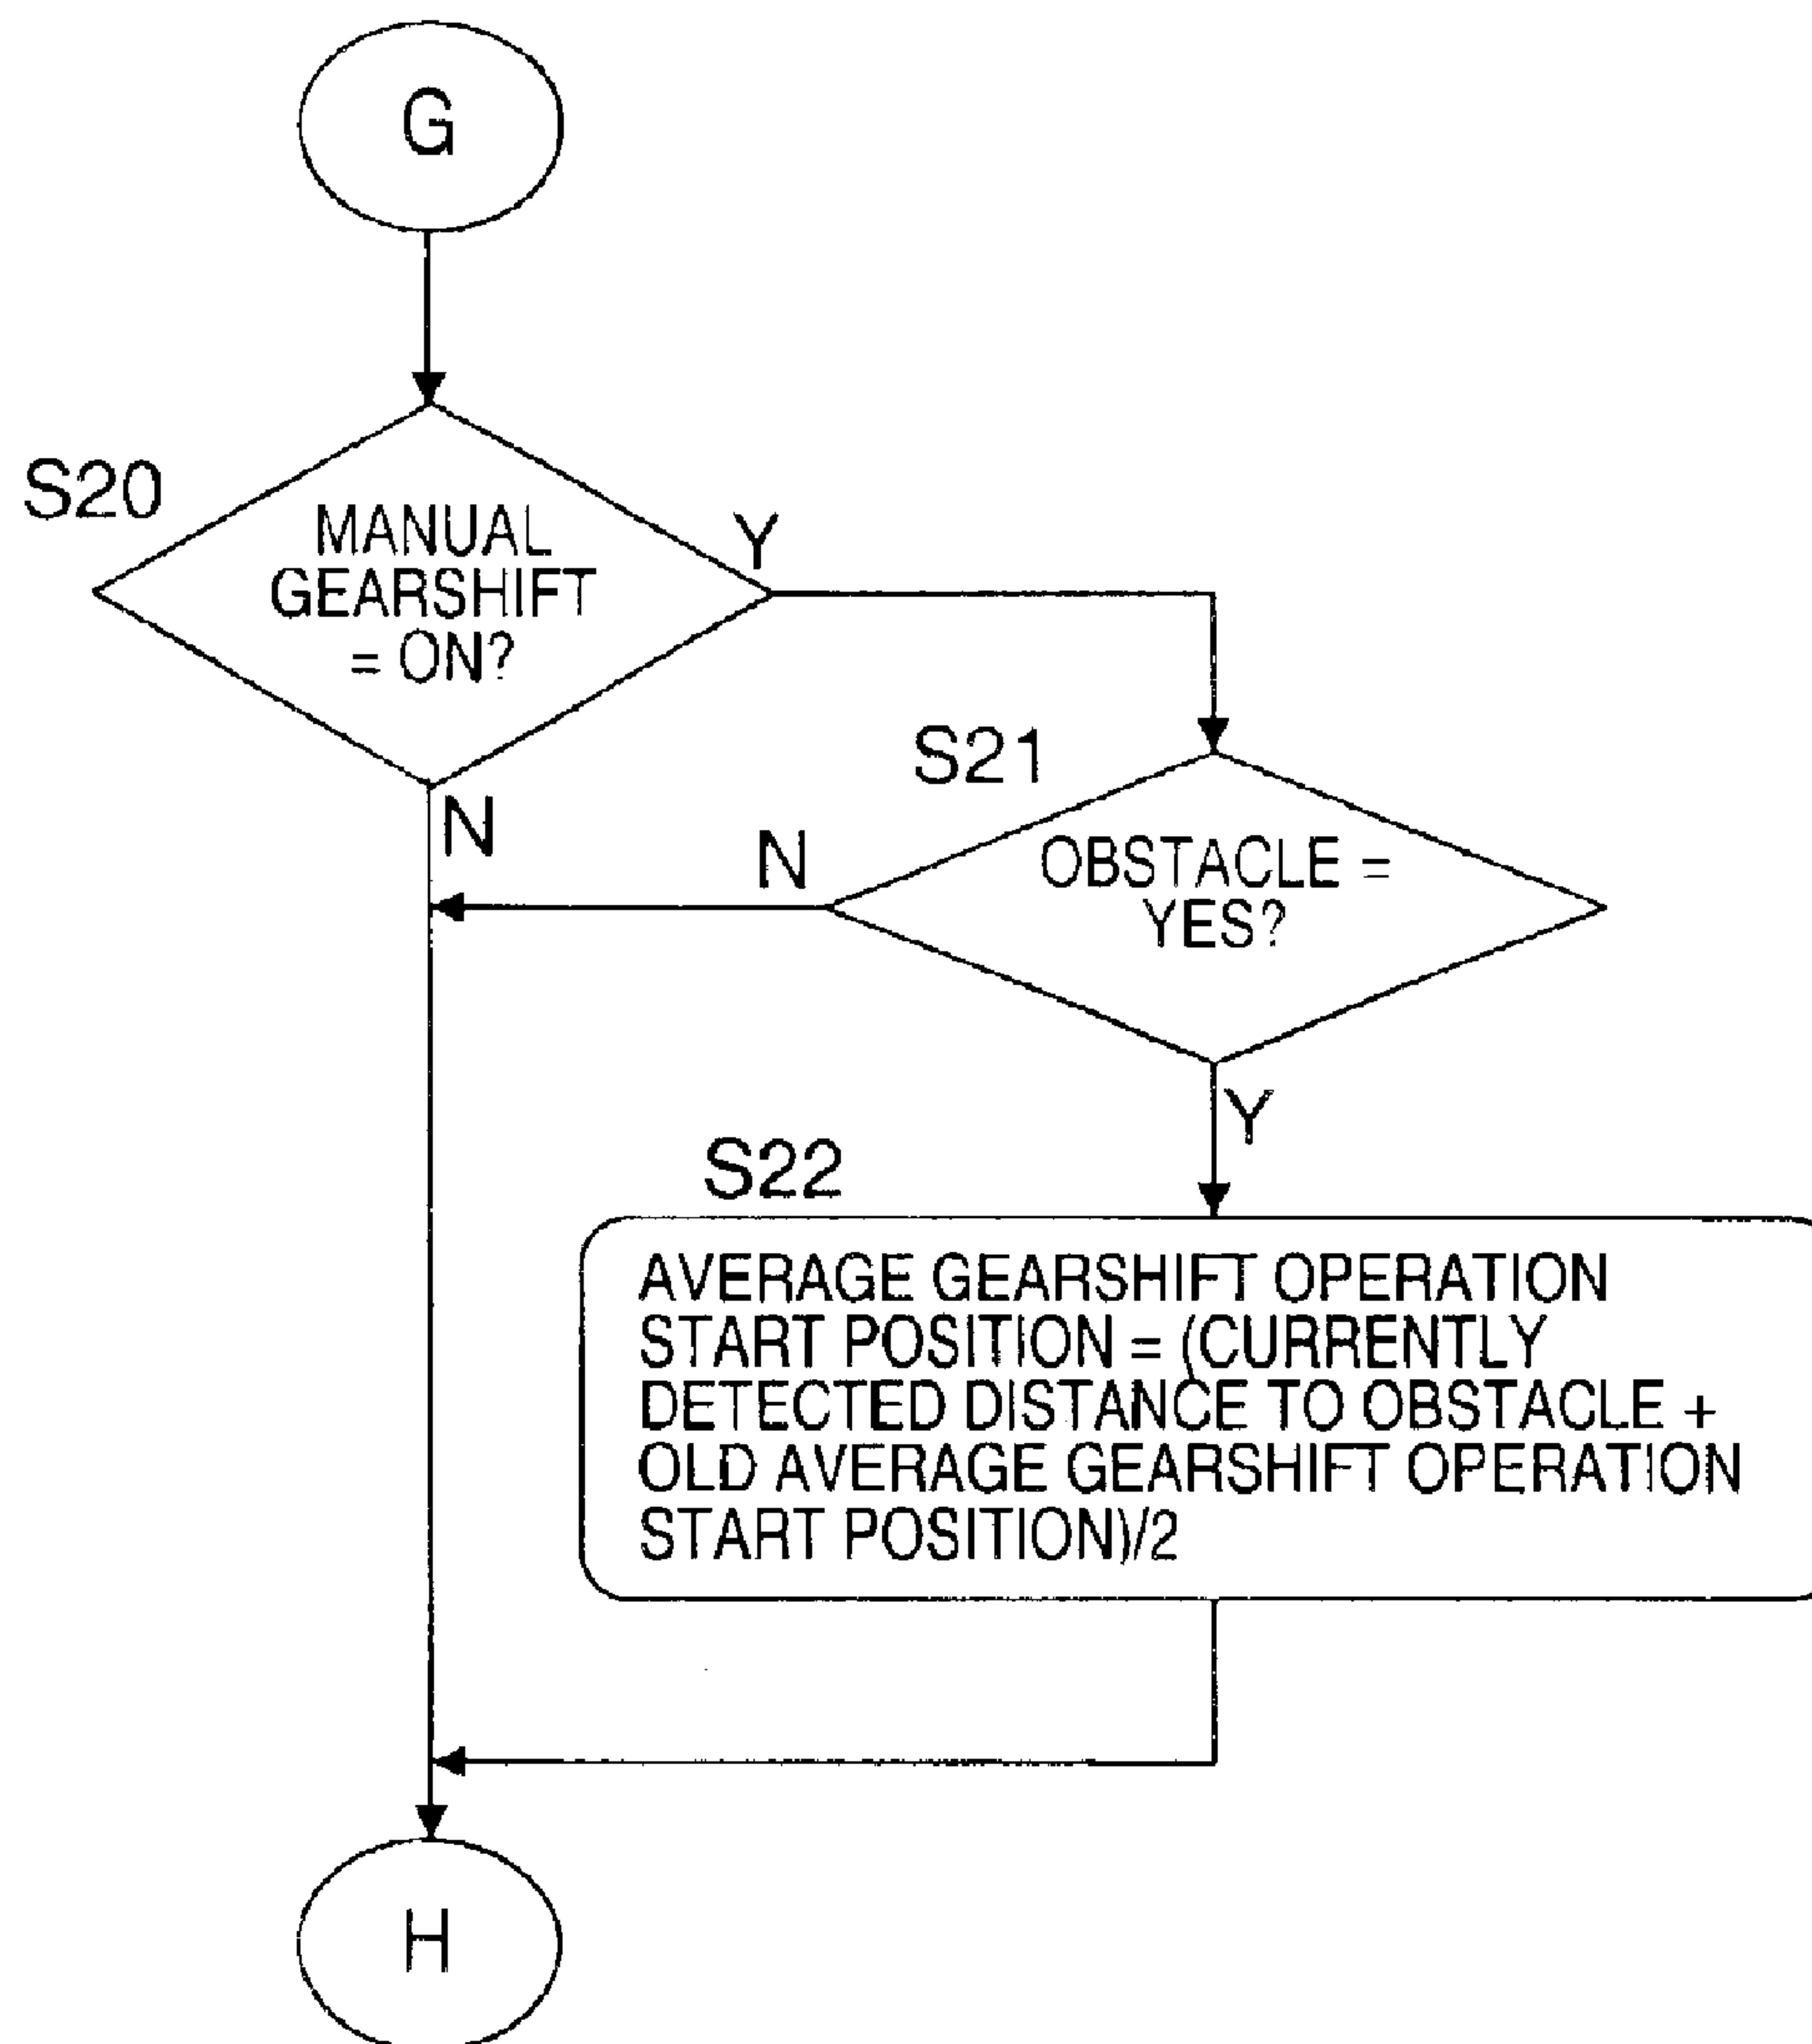 G
S20
MANUAL
GEARSHIFT
= ON?
Y
N
S21
OBSTACLE =
YES?
N
Y
S22
AVERAGE GEARSHIFT OPERATION
START POSITION = (CURRENTLY
DETECTED DISTANCE TO OBSTACLE +
OLD AVERAGE GEARSHIFT OPERATION
START POSITION)/2
H